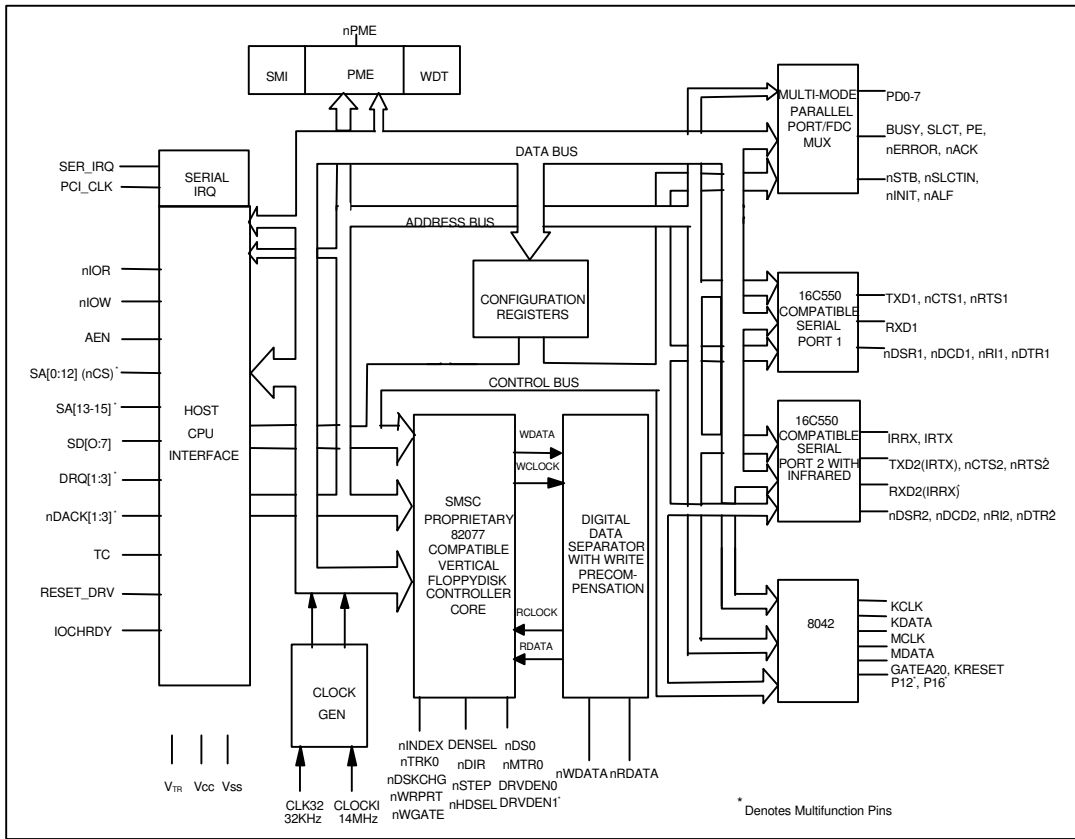 nPME
SMI
PME
WDT
MULTI-MODE
PARALLEL
PORT/FDC
MUX
PD0-7
BUSY, SLCT, PE,
nERROR, nACK
nSTB, nSLCTIN,
nINIT, nALF
DATA BUS
SER_IRQ
PCI_CLK
SERIAL
IRQ
ADDRESS BUS
nIOR
nIOW
AEN
SA[0:12] (nCS)*
SA[13-15]*
SD[O:7]
DRQ[1:3]*
nDACK[1:3]*
TC
RESET_DRV
IOCHRDY
HOST
CPU
INTERFACE
CONFIGURATION
REGISTERS
16C550
COMPATIBLE
SERIAL
PORT 1
TXD1, nCTS1, nRTS1
RXD1
nDSR1, nDCD1, nRI1, nDTR1
CONTROL BUS
16C550
COMPATIBLE
SERIAL
PORT 2 WITH
INFRARED
IRRX, IRTX
TXD2(IRTX), nCTS2, nRTS2*
RXD2(IRRX)*
nDSR2, nDCD2, nRI2, nDTR2*
WDATA
WCLOCK
SMSC
PROPRIETARY
82077
COMPATIBLE
VERTICAL
FLOPPYDISK
CONTROLLER
CORE
DIGITAL
DATA
SEPARATOR
WITH WRITE
PRECOM-
PENSATION
RCLOCK
RDATA
8042
KCLK
KDATA
MCLK
MDATA
GATEA20, KRESET
P12*, P16*
CLOCK
GEN
nINDEX
nTRK0
nDSKCHG
nWRPRT
nWGATE
DENSEL
nDIR
nSTEP
nHDSEL
nDS0
nMTR0
DRVDEN0
DRVDEN1*
nWDATA
nRDATA
VTR
Vcc
Vss
CLK32
32KHz
CLOCKI
14MHz
* Denotes Multifunction Pins